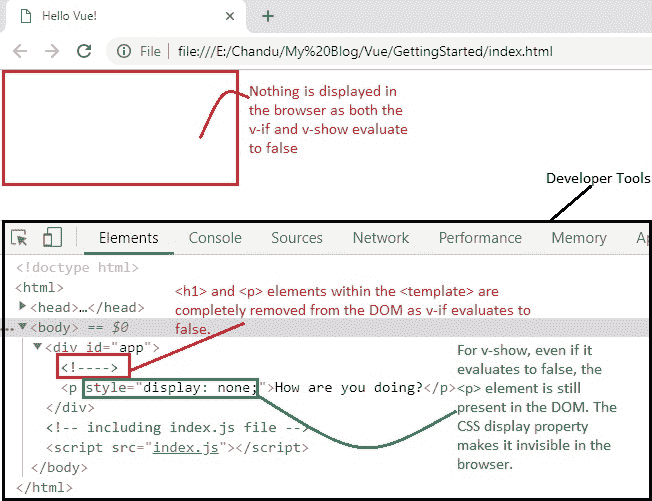 Hello Vue!
File | file:///E:/Chandu/My%20Blog/Vue/GettingStarted/index.html
Nothing is displayed in
the browser as both the
v-if and v-show evaluate
to false
Developer Tools
Elements Console Sources Network Performance Memory Ap
<!doctype html>
<html>
<head>…</head>
<h1> and <p> elements within the <template> are
completely removed from the DOM as v-if evaluates to
false.
<body> == $0
<div id="app">
<!---->
<p style="display: none;">How are you doing?</p>
</div>
<!-- including index.js file -->
<script src="index.js"></script>
</body>
</html>
For v-show, even if it
evaluates to false, the
<p> element is still
present in the DOM. The
CSS display property
makes it invisible in the
browser.